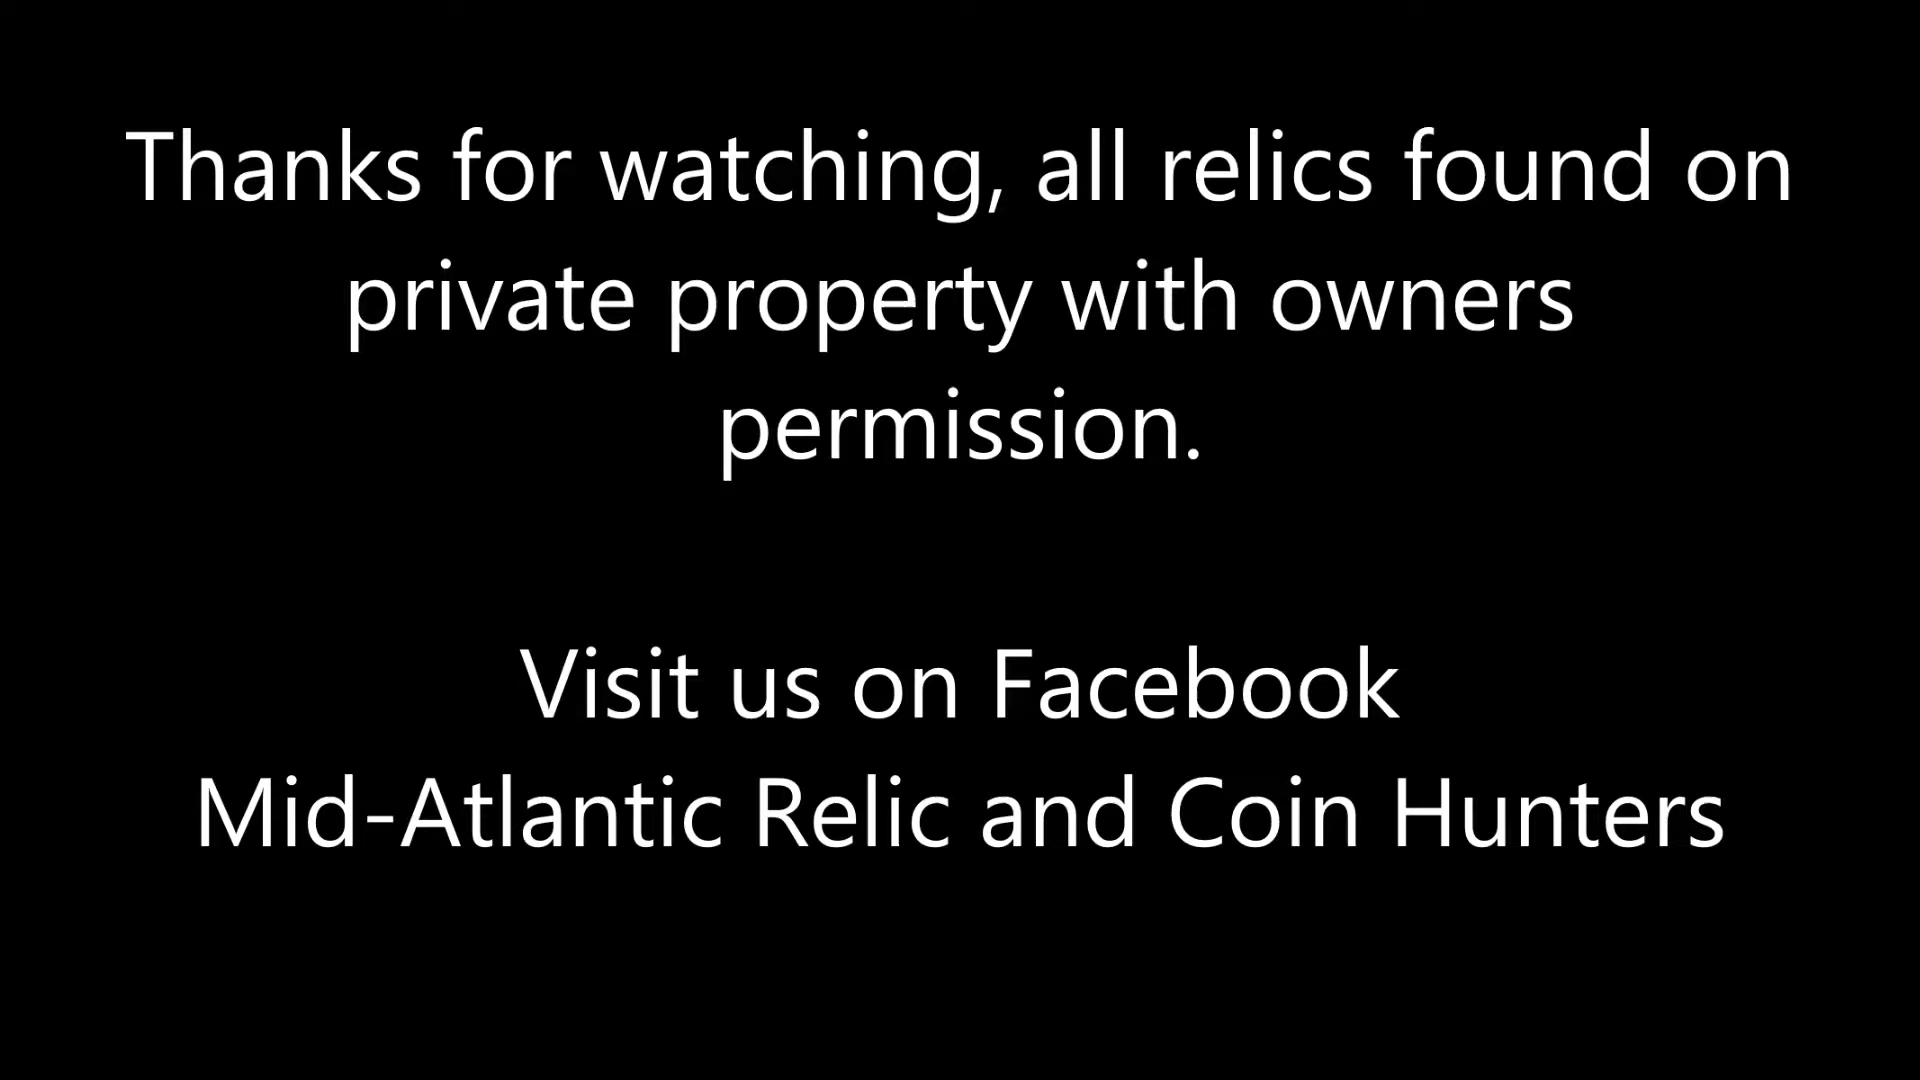 Thanks for watching, all relics found on
private property with owners
permission.
Visit us on Facebook
Mid-Atlantic Relic and Coin Hunters